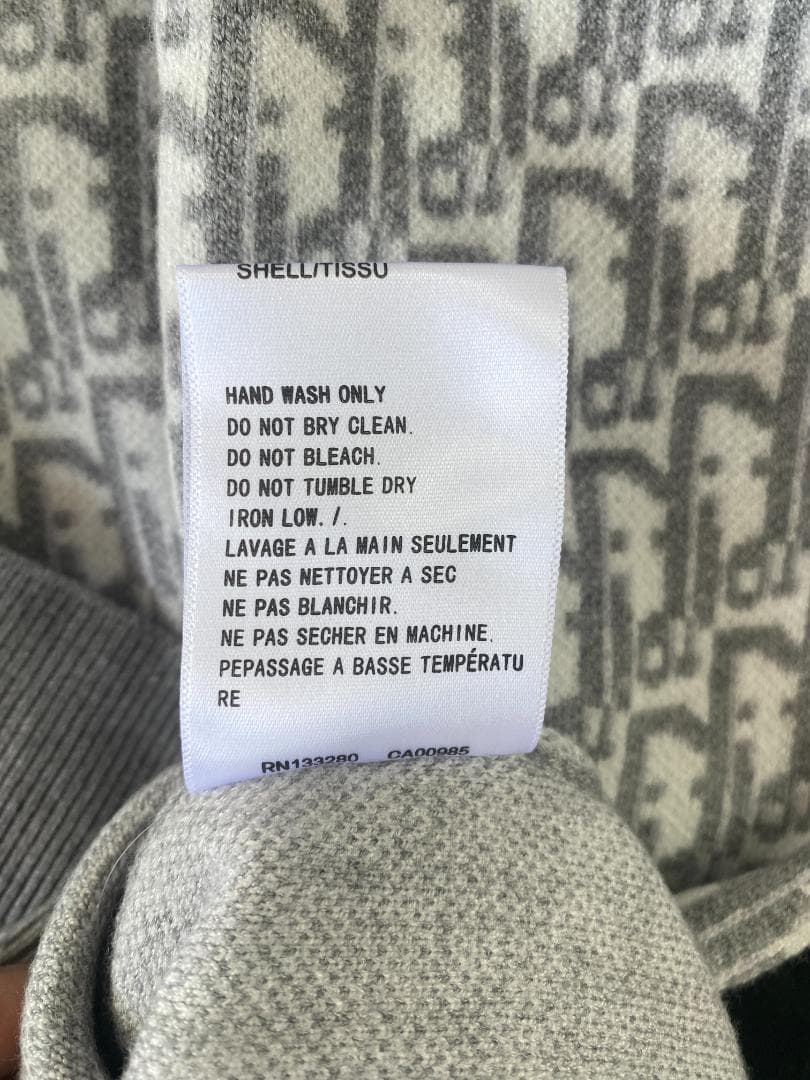 SHELL/TISSU
HAND WASH ONLY
DO NOT BRY CLEAN.
DO NOT BLEACH.
DO NOT TUMBLE DRY
IRON LOW. /.
LAVAGE A LA MAIN SEULEMENT
NE PAS NETTOYER A SEC
NE PAS BLANCHIR.
NE PAS SECHER EN MACHINE.
PEPASSAGE A BASSE TEMPÉRATU
RE
RN133280 CA00985